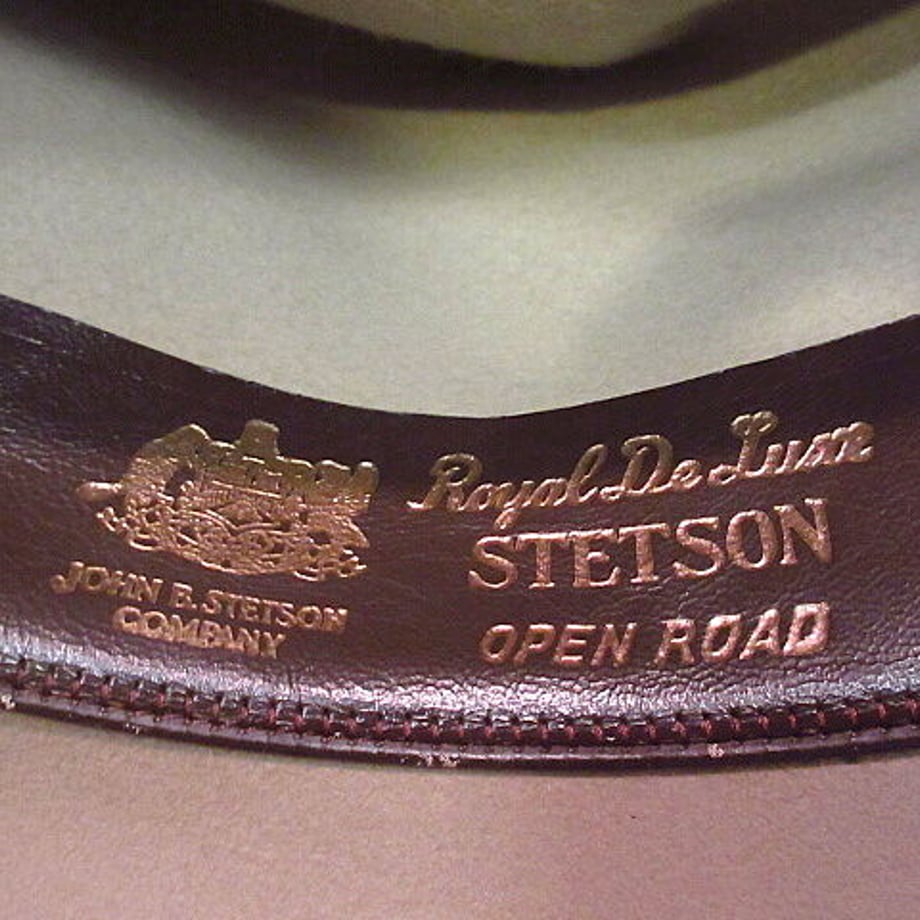 JOHN B. STETSON
COMPANY
Royal De Luxe
STETSON
OPEN ROAD